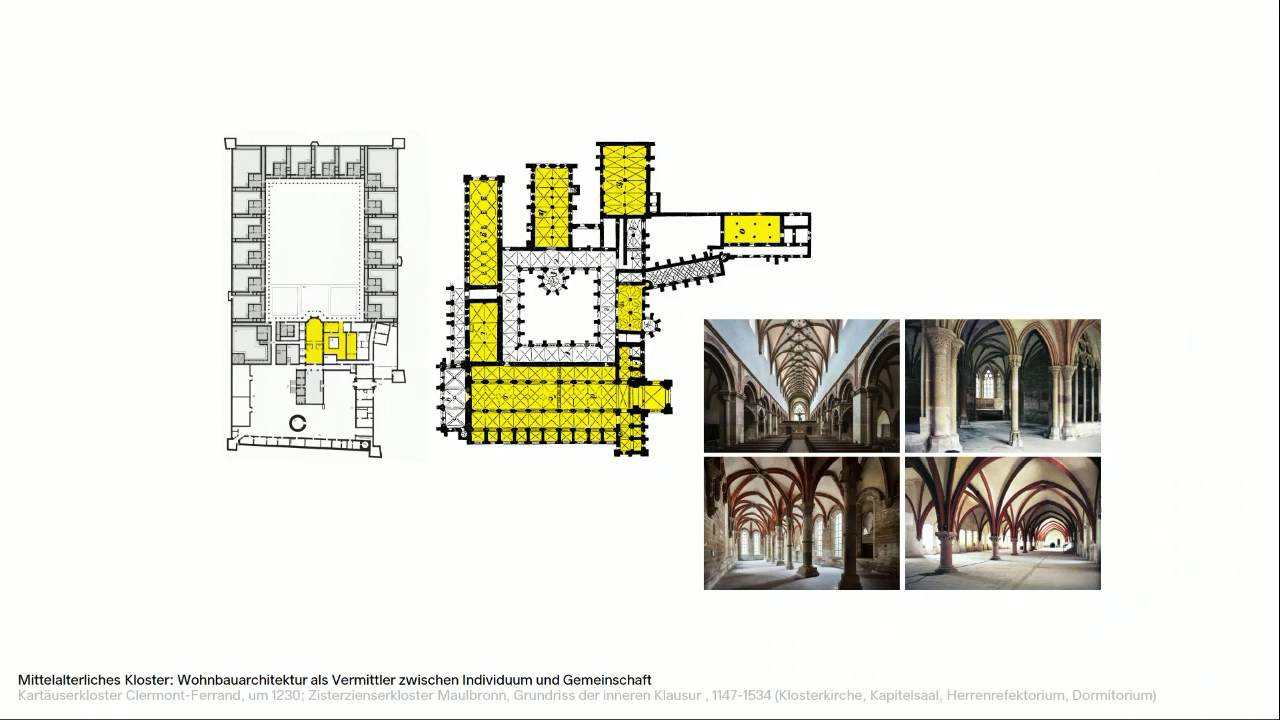 Mittelalterliches Kloster: Wohnbauarchitektur als Vermittler zwischen Individuum und Gemeinschaft
Kartäuserkloster Clermont-Ferrand, um 1230; Zisterzienserkloster Maulbronn, Grundriss der inneren Klausur , 1147-1534 (Klosterkirche, Kapitelsaal, Herrenrefektorium, Dormitorium)